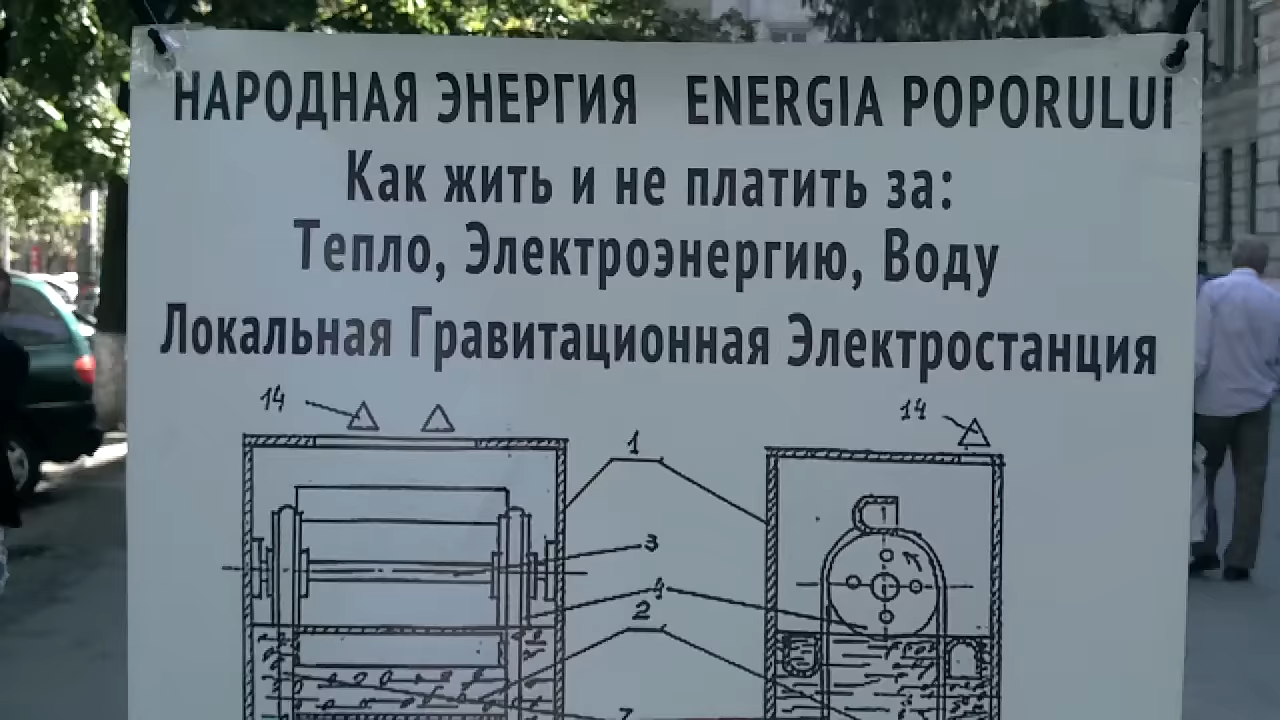 НАРОДНАЯ ЭНЕРГИЯ ENERGIA POPORULUI
Как жить и не платить за:
Тепло, Электроэнергию, Воду
Локальная Гравитационная Электростанция
14
14
1
3
4
2
7